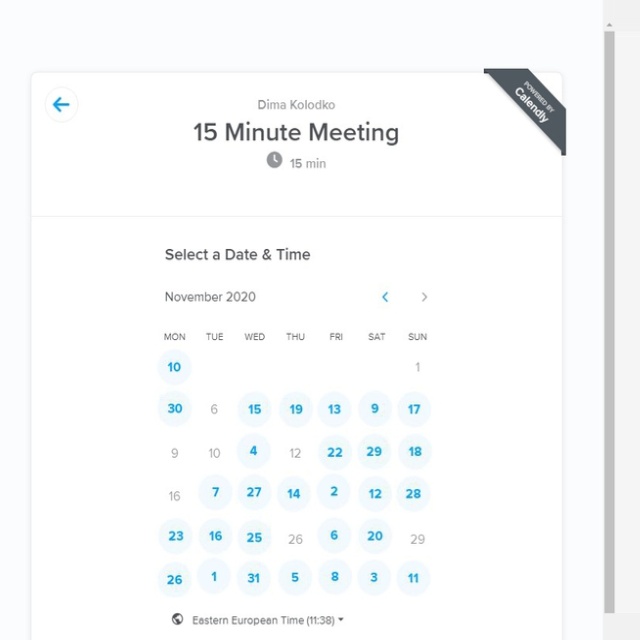 POWERED BY
Calendly
Dima Kolodko
15 Minute Meeting
15 min
Select a Date & Time
November 2020
MON TUE WED THU FRI SAT SUN
10 1
30 6 15 19 13 9 17
9 10 4 12 22 29 18
16 7 27 14 2 12 28
23 16 25 26 6 20 29
26 1 31 5 8 3 11
Eastern European Time (11:38)